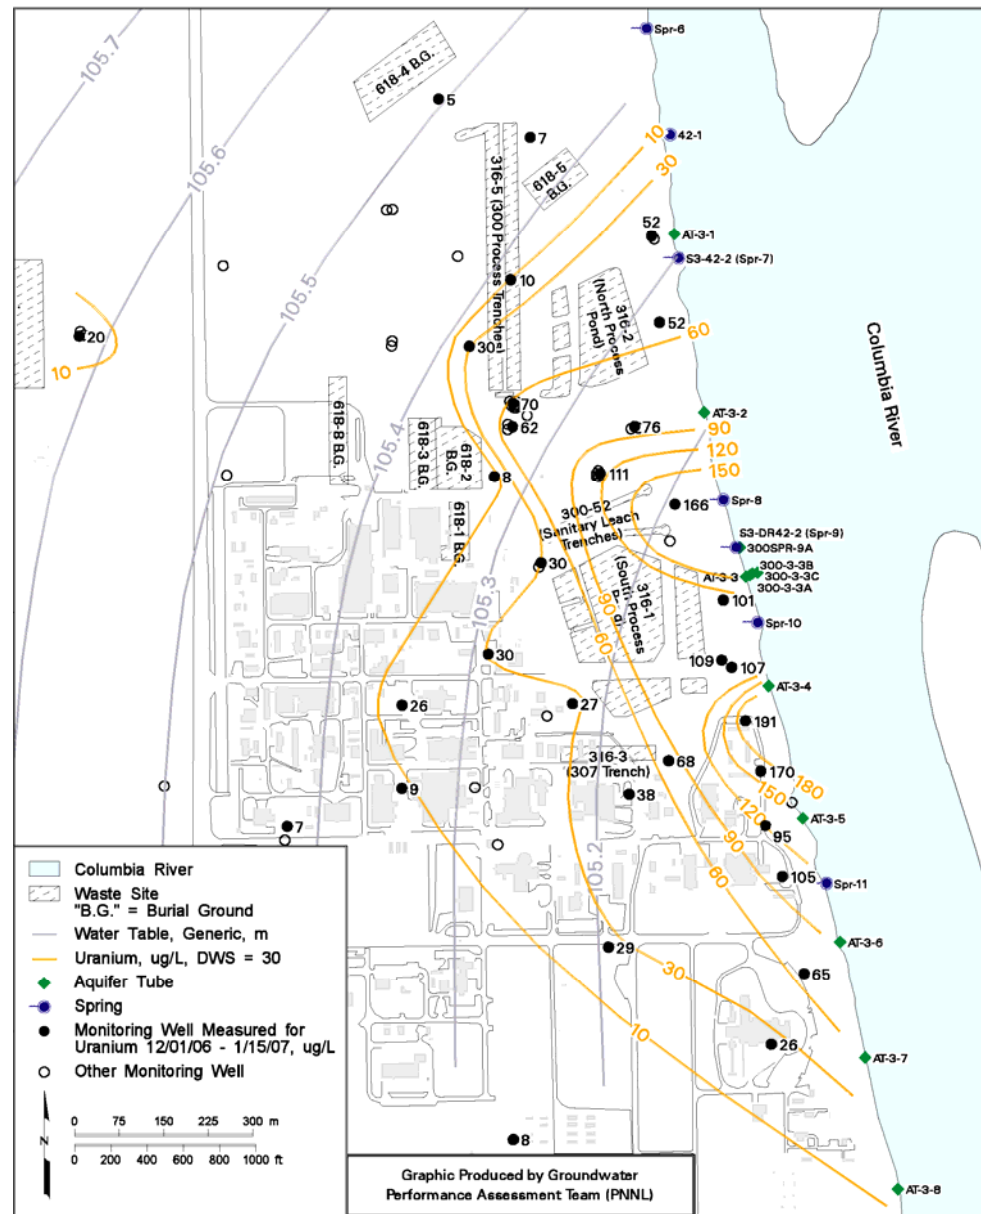 Spr-6
105.7
618-4 B.G.
5
7
10
42-1
30
618-5
B.G.
316-5 (300 Process Trenches)
105.6
52
AT-3-1
S3-42-2 (Spr-7)
10
105.5
316-2
(North Process
Pond)
52
60
20
10
30
Columbia River
70
62
76
AT-3-2
90
120
150
105.4
618-8 B.G.
618-3 B.G.
618-2
B.G.
8
111
166
Spr-8
300-52
(Sanitary Leach
Trenches)
618-1 B.G.
S3-DR42-2 (Spr-9)
300SPR-9A
30
300-3-3B
AT-3-3
300-3-3C
300-3-3A
316-1
(South Process
105.3
90
60
101
Spr-10
30
109
107
AT-3-4
26
27
191
316-3
(307 Trench)
68
170
180
150
120
9
38
AT-3-5
7
95
90
60
105.2
105
Spr-11
29
AT-3-6
30
65
10
26
AT-3-7
8
AT-3-8
Columbia River
Waste Site
"B.G." = Burial Ground
Water Table, Generic, m
Uranium, ug/L, DWS = 30
Aquifer Tube
Spring
Monitoring Well Measured for
Uranium 12/01/06 - 1/15/07, ug/L
Other Monitoring Well
N
0 75 150 225 300 m
0 200 400 600 800 1000 ft
Graphic Produced by Groundwater
Performance Assessment Team (PNNL)